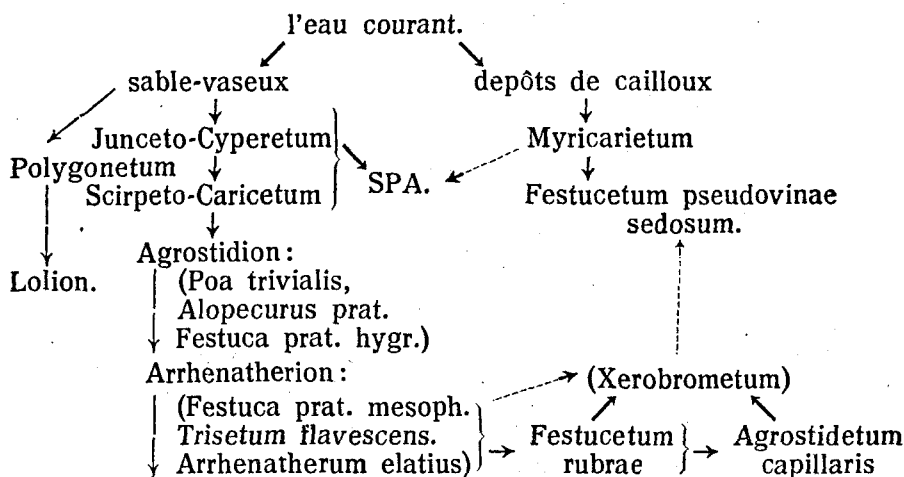 l'eau courant.
sable-vaseux
depôts de cailloux
Junceto-Cyperetum
Myricarietum
Polygonetum
Scirpeto-Caricetum
SPA.
Festucetum pseudovinae
sedosum.
Agrostidion:
Lolion.
(Poa trivialis,
Alopecurus prat.
Festuca prat. hygr.)
Arrhenatherion:
(Xerobrometum)
(Festuca prat. mesoph.
Trisetum flavescens.
Arrhenatherum elatius)
Festucetum
rubrae
Agrostidetum
capillaris